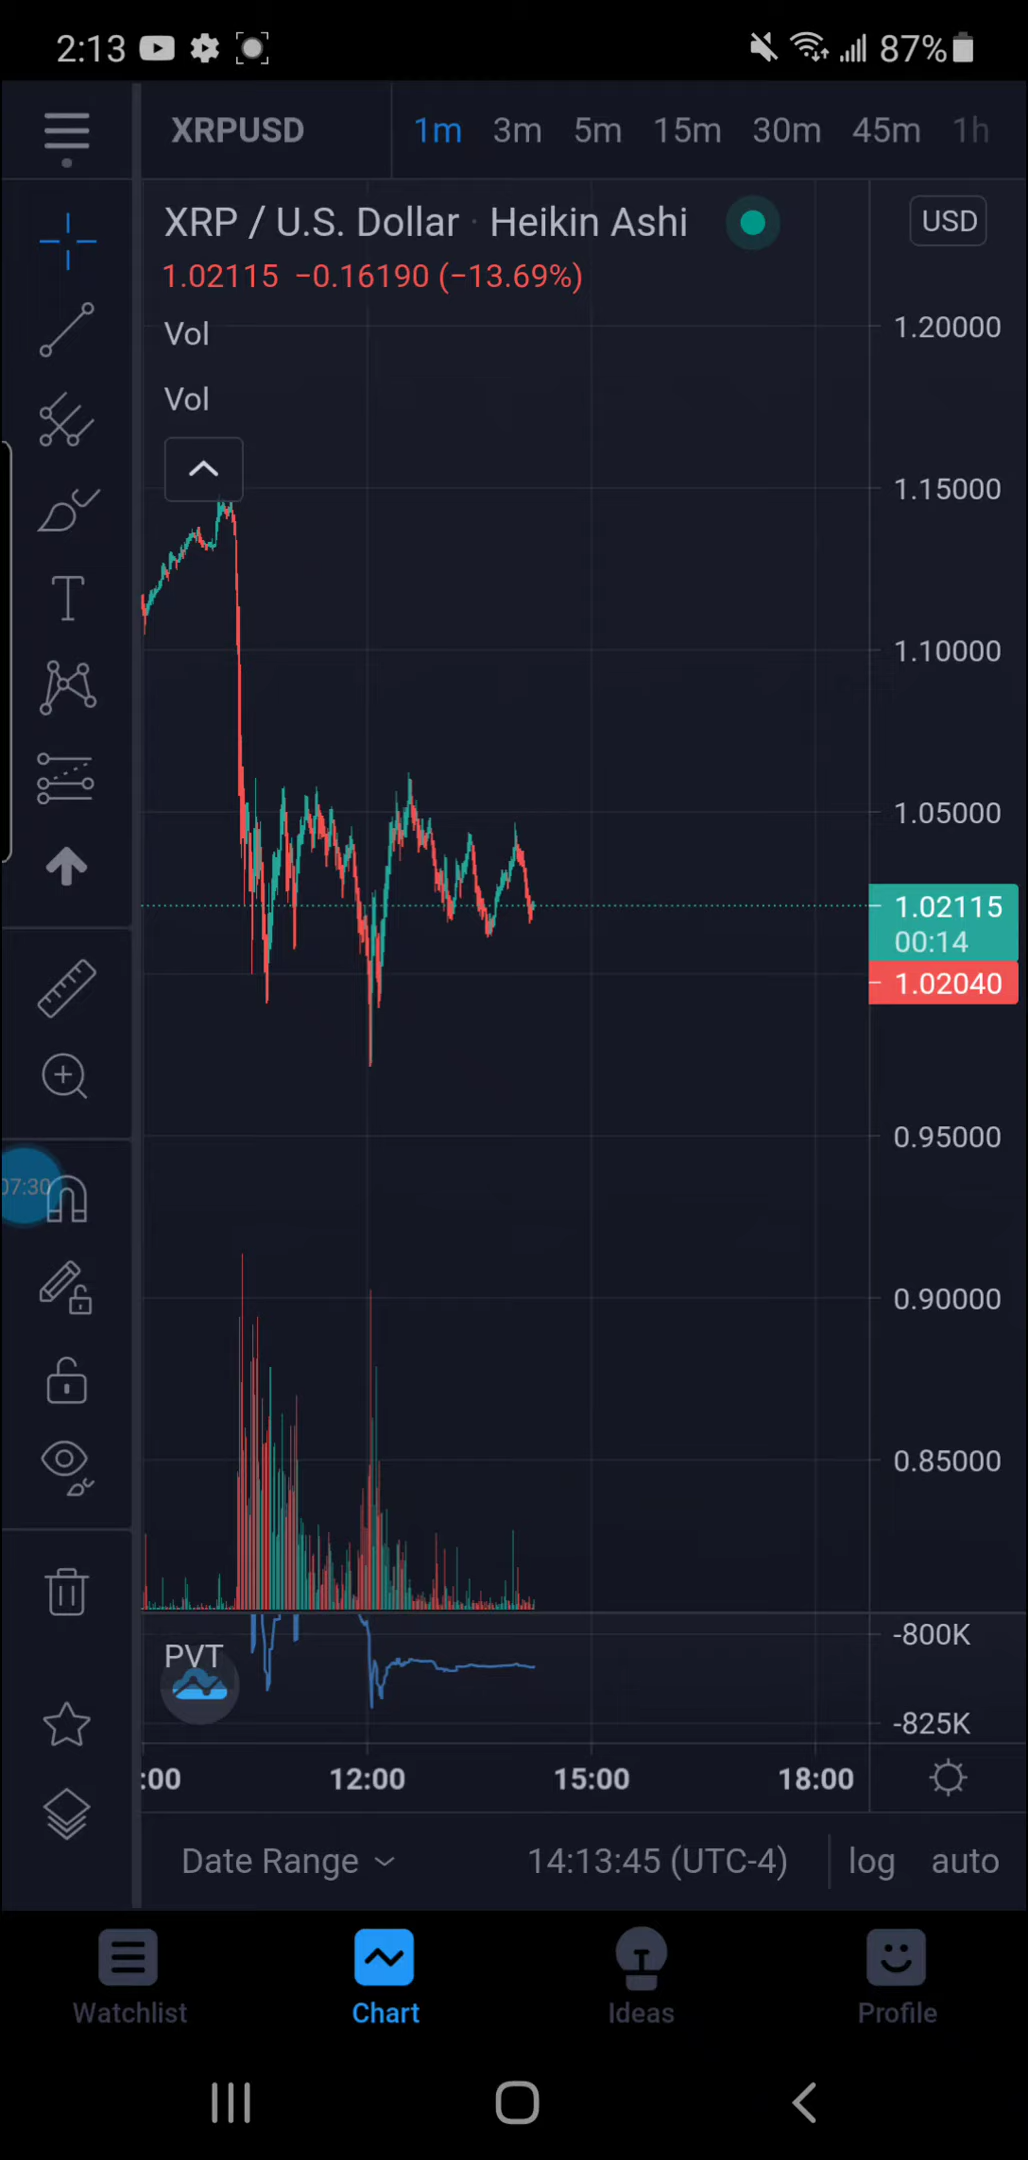 2:13 87%
XRPUSD 1m 3m 5m 15m 30m 45m 1h
XRP / U.S. Dollar · Heikin Ashi USD
1.02115 −0.16190 (−13.69%)
Vol
Vol
1.20000
1.15000
1.10000
1.05000
1.02115
00:14
1.02040
0.95000
07:30
0.90000
0.85000
-800K
PVT
-825K
:00 12:00 15:00 18:00
Date Range 14:13:45 (UTC-4) log auto
Watchlist Chart Ideas Profile